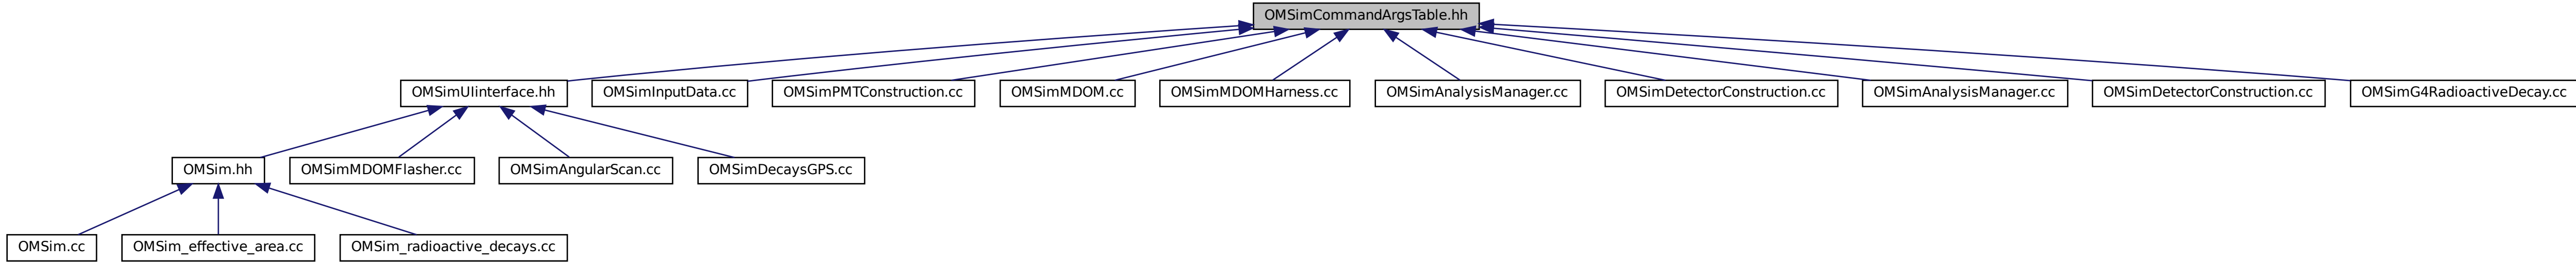 OMSimCommandArgsTable.hh
OMSimUIinterface.hh
OMSimInputData.cc
OMSimPMTConstruction.cc
OMSimMDOM.cc
OMSimMDOMHarness.cc
OMSimAnalysisManager.cc
OMSimDetectorConstruction.cc
OMSimAnalysisManager.cc
OMSimDetectorConstruction.cc
OMSimG4RadioactiveDecay.cc
OMSim.hh
OMSimMDOMFlasher.cc
OMSimAngularScan.cc
OMSimDecaysGPS.cc
OMSim.cc
OMSim_effective_area.cc
OMSim_radioactive_decays.cc